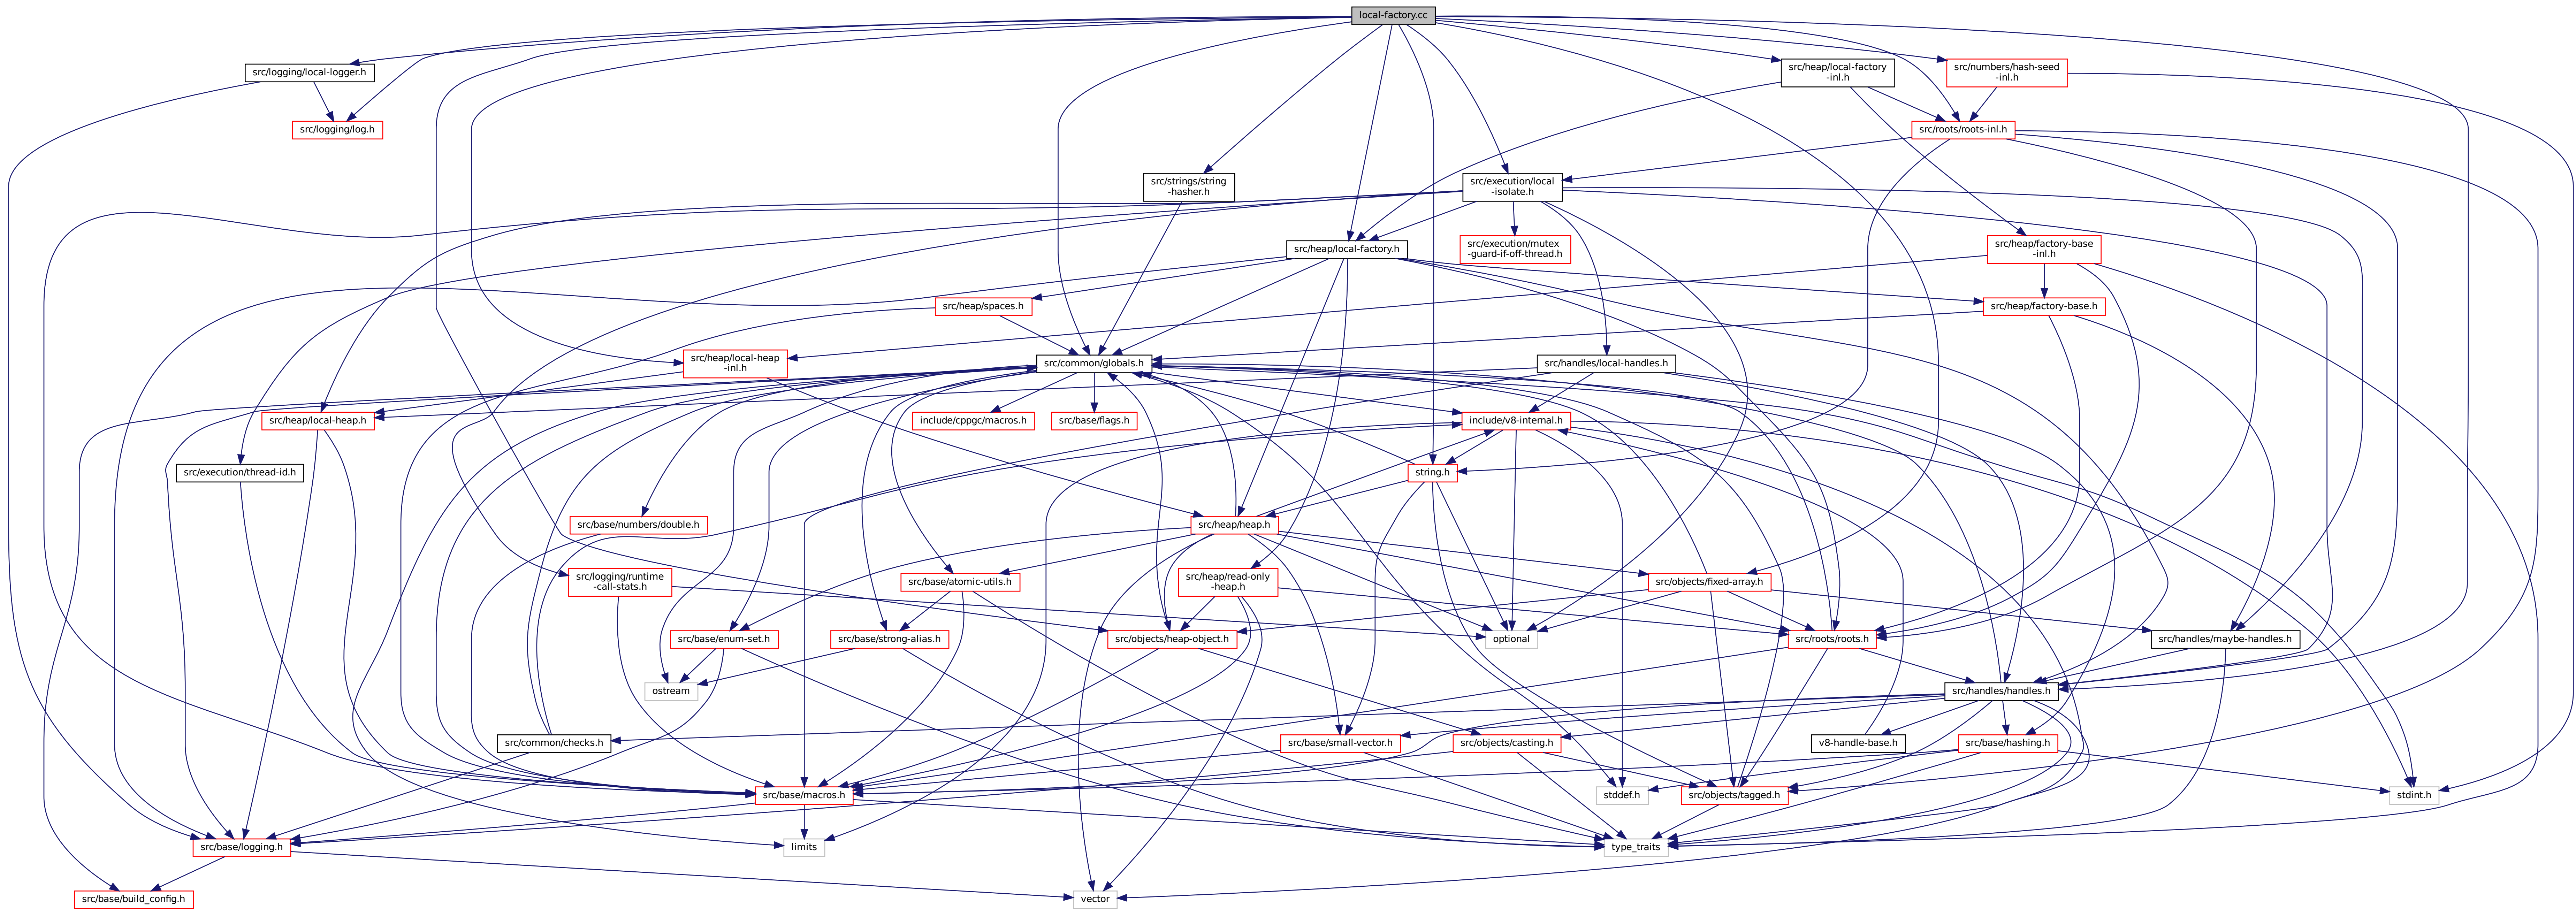 local-factory.cc
src/logging/local-logger.h
src/heap/local-factory
-inl.h
src/numbers/hash-seed
-inl.h
src/logging/log.h
src/roots/roots-inl.h
src/strings/string
-hasher.h
src/execution/local
-isolate.h
src/heap/local-factory.h
src/execution/mutex
-guard-if-off-thread.h
src/heap/factory-base
-inl.h
src/heap/spaces.h
src/heap/factory-base.h
src/heap/local-heap
-inl.h
src/common/globals.h
src/handles/local-handles.h
src/heap/local-heap.h
include/cppgc/macros.h
src/base/flags.h
include/v8-internal.h
src/execution/thread-id.h
string.h
src/base/numbers/double.h
src/heap/heap.h
src/logging/runtime
-call-stats.h
src/base/atomic-utils.h
src/heap/read-only
-heap.h
src/objects/fixed-array.h
src/base/enum-set.h
src/base/strong-alias.h
src/objects/heap-object.h
optional
src/roots/roots.h
src/handles/maybe-handles.h
ostream
src/handles/handles.h
src/common/checks.h
src/base/small-vector.h
src/objects/casting.h
v8-handle-base.h
src/base/hashing.h
src/base/macros.h
stddef.h
src/objects/tagged.h
stdint.h
src/base/logging.h
limits
type_traits
src/base/build_config.h
vector